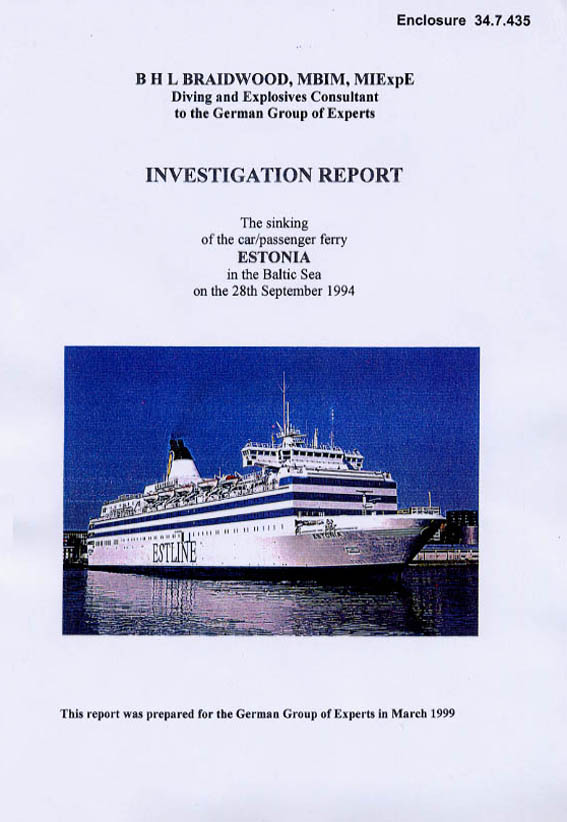 Enclosure 34.7.435
B H L BRAIDWOOD, MBIM, MIExpE
Diving and Explosives Consultant
to the German Group of Experts
INVESTIGATION REPORT
The sinking
of the car/passenger ferry
ESTONIA
in the Baltic Sea
on the 28th September 1994
ESTONIA
ESTLINE
This report was prepared for the German Group of Experts in March 1999